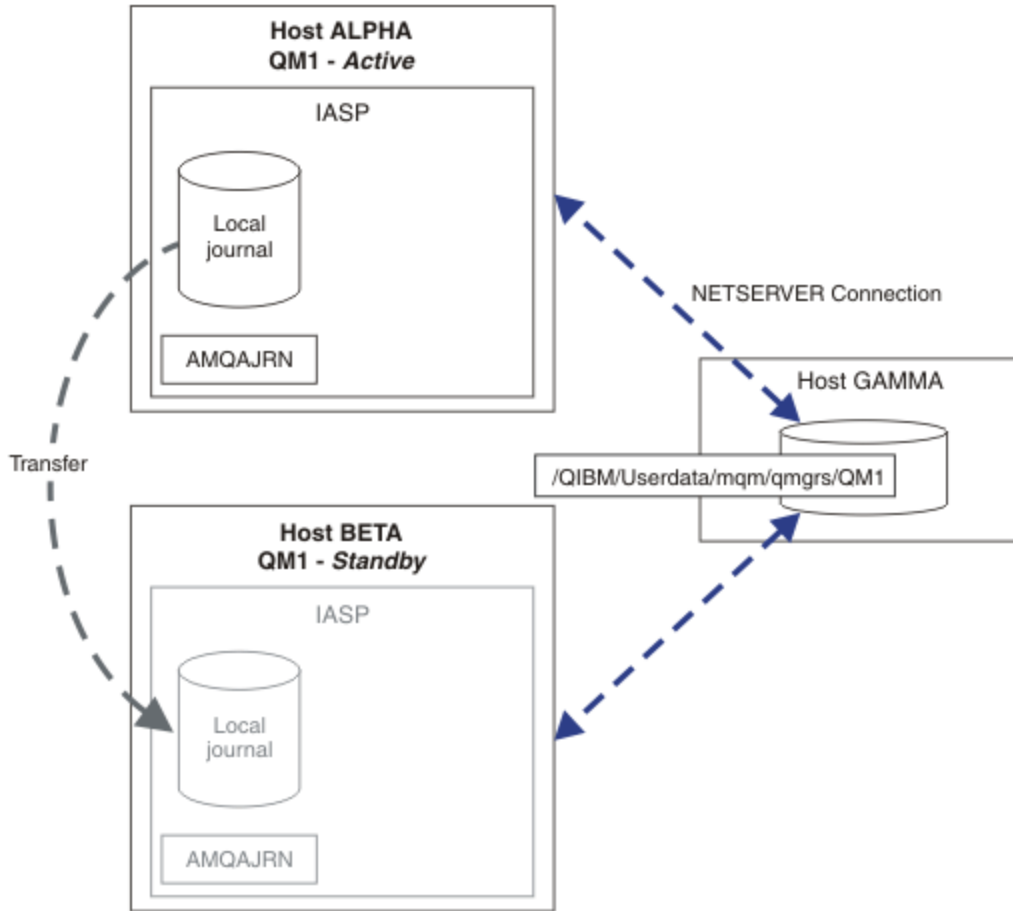 Host ALPHA
QM1 - Active
IASP
Local
journal
AMQAJRN
NETSERVER Connection
Host GAMMA
/QIBM/Userdata/mqm/qmgrs/QM1
Transfer
Host BETA
QM1 - Standby
IASP
Local
journal
AMQAJRN